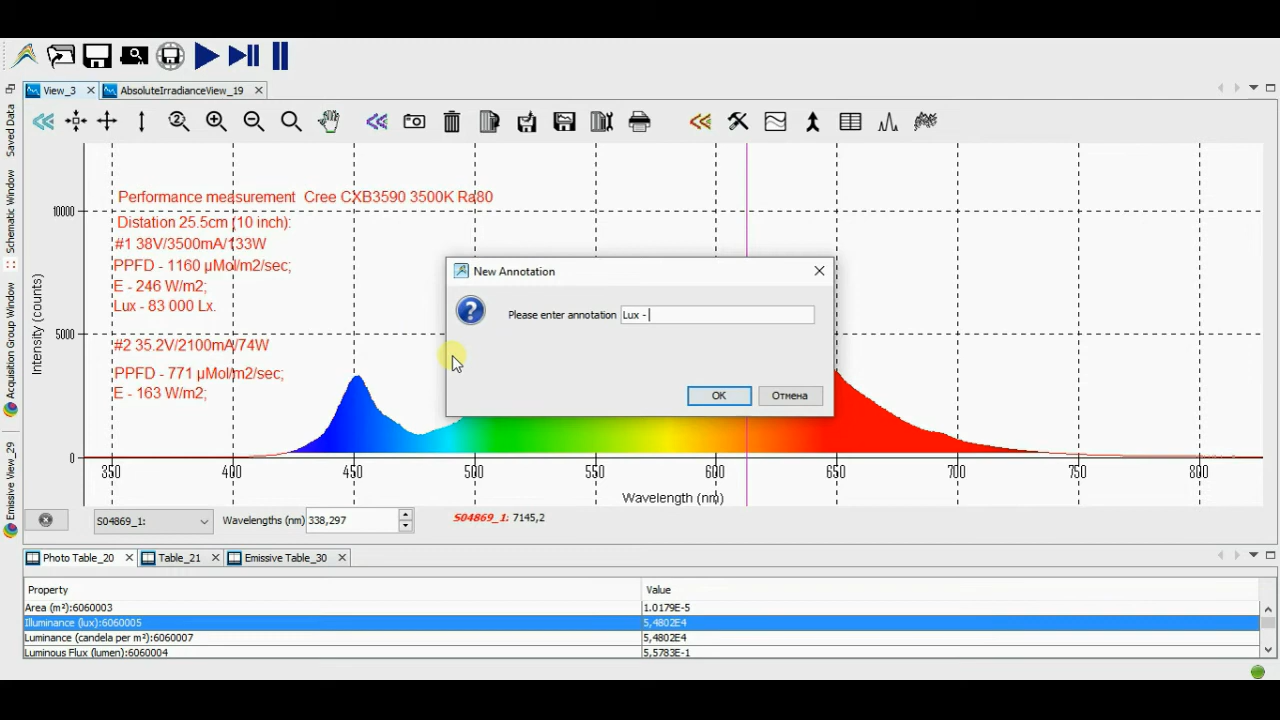 View_3
AbsoluteIrradianceView_19
Saved Data
Schematic Window
Acquisition Group Window
Emissive View_29
Performance measurement Cree CXB3590 3500K Ra80
Distation 25.5cm (10 inch):
#1 38V/3500mA/133W
PPFD - 1160 µMol/m2/sec;
E - 246 W/m2;
Lux - 83 000 Lx.
#2 35.2V/2100mA/74W
PPFD - 771 µMol/m2/sec;
E - 163 W/m2;
Intensity (counts)
10000
5000
0
350 400 450 500 550 600 650 700 750 800
Wavelength (nm)
New Annotation
Please enter annotation Lux -
OK Отмена
S04869_1: Wavelengths (nm) 338,297 S04869_1: 7145,2
Photo Table_20 Table_21 Emissive Table_30
Property Value
Area (m²):6060003 1.0179E-5
Illuminance (lux):6060005 5,4802E4
Luminance (candela per m²):6060007 5,4802E4
Luminous Flux (lumen):6060004 5,5783E-1